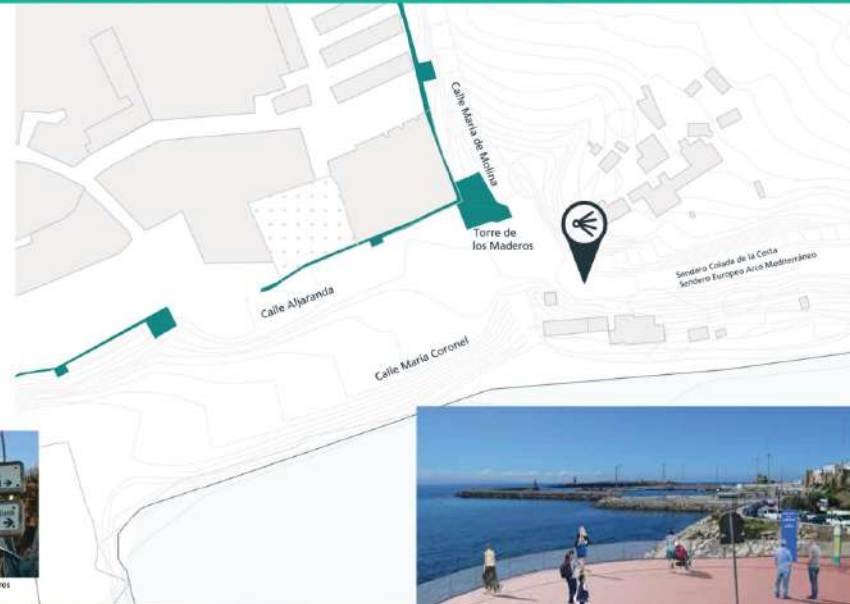 Calle María de Molina
Torre de
los Maderos
Sendero Colada de la Costa
Sendero Europeo Arco Mediterráneo
Calle Aljaranda
Calle María Coronel